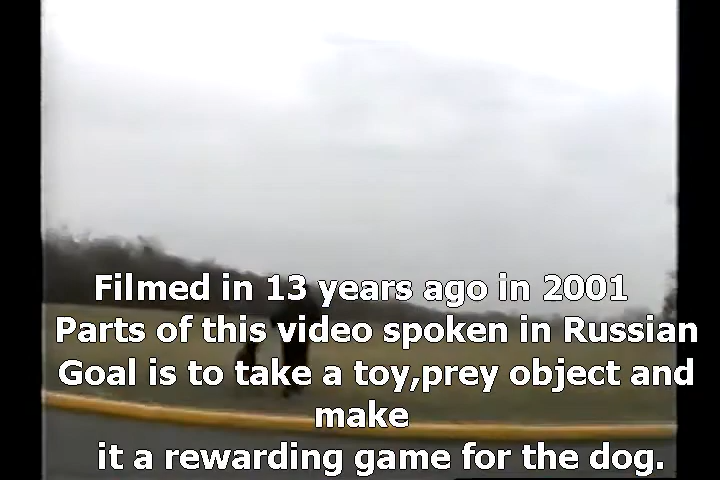 Filmed in 13 years ago in 2001
Parts of this video spoken in Russian
Goal is to take a toy,prey object and
make
it a rewarding game for the dog.